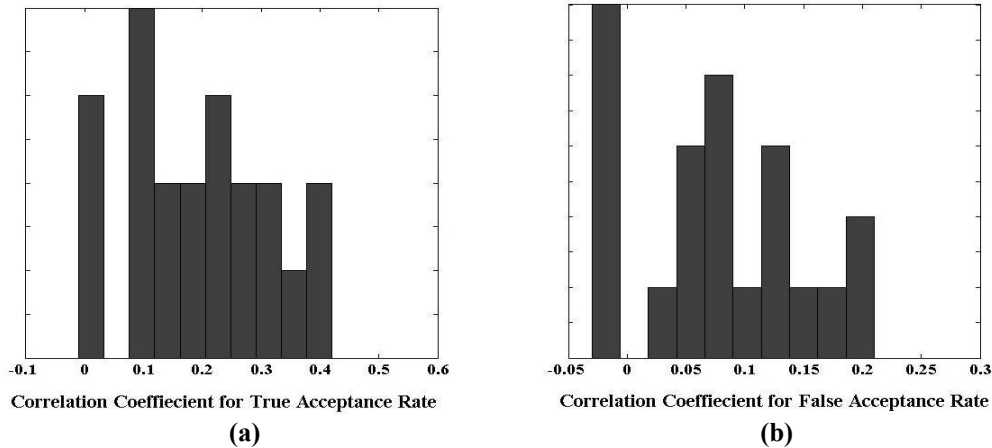 -0.1 0 0.1 0.2 0.3 0.4 0.5 0.6
Correlation Coeffiecient for True Acceptance Rate
(a)
-0.05 0 0.05 0.1 0.15 0.2 0.25 0.3
Correlation Coeffiecient for False Acceptance Rate
(b)